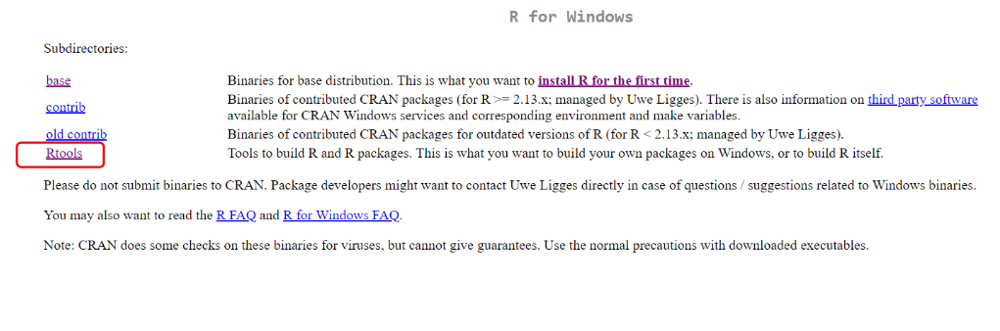 R for Windows
Subdirectories:
base Binaries for base distribution. This is what you want to install R for the first time.
contrib Binaries of contributed CRAN packages (for R >= 2.13.x; managed by Uwe Ligges). There is also information on third party software
available for CRAN Windows services and corresponding environment and make variables.
old contrib Binaries of contributed CRAN packages for outdated versions of R (for R < 2.13.x; managed by Uwe Ligges).
Rtools Tools to build R and R packages. This is what you want to build your own packages on Windows, or to build R itself.
Please do not submit binaries to CRAN. Package developers might want to contact Uwe Ligges directly in case of questions / suggestions related to Windows binaries.
You may also want to read the R FAQ and R for Windows FAQ.
Note: CRAN does some checks on these binaries for viruses, but cannot give guarantees. Use the normal precautions with downloaded executables.